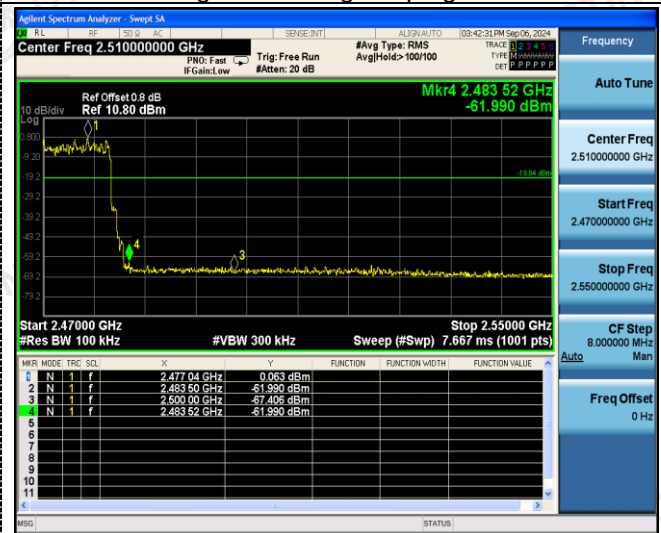 Agilent Spectrum Analyzer - Swept SA
RL RF 50 Ω AC SENSE:INT ALIGNAUTO 03:42:31 PM Sep 06, 2024
Center Freq 2.510000000 GHz #Avg Type: RMS TRACE 1 2 3 4 5 6
PNO: Fast Trig: Free Run Avg|Hold:> 100/100 TYPE M
IFGain:Low #Atten: 20 dB DET P P P P P P
Frequency
Auto Tune
Mkr4 2.483 52 GHz
-61.990 dBm
Ref Offset 0.8 dB
10 dB/div Ref 10.80 dBm
Log
1
0.800
-9.20
-19.2
-19.94 dBm
-29.2
-39.2
-49.2
4
3
-59.2
-69.2
-79.2
Center Freq
2.510000000 GHz
Start Freq
2.470000000 GHz
Stop Freq
2.550000000 GHz
Start 2.47000 GHz Stop 2.55000 GHz
#Res BW 100 kHz #VBW 300 kHz Sweep (#Swp) 7.667 ms (1001 pts)
CF Step
8.000000 MHz
Auto Man
Freq Offset
0 Hz
MKR MODE TRC SCL X Y FUNCTION FUNCTION WIDTH FUNCTION VALUE
1 N 1 f 2.477 04 GHz 0.063 dBm
2 N 1 f 2.483 50 GHz -61.990 dBm
3 N 1 f 2.500 00 GHz -67.406 dBm
4 N 1 f 2.483 52 GHz -61.990 dBm
5
6
7
8
9
10
11
MSG STATUS